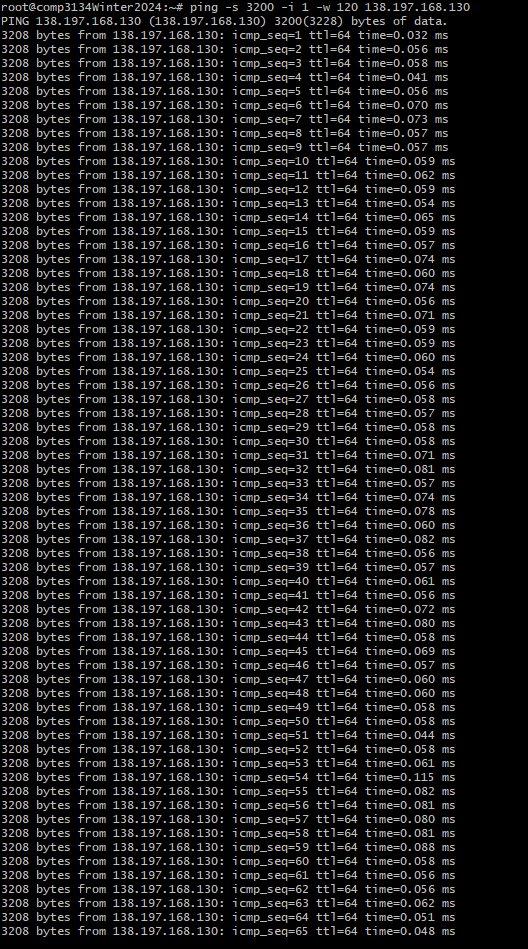 root@comp3134Winter2024:~# ping -s 3200 -i 1 -w 120 138.197.168.130
PING 138.197.168.130 (138.197.168.130) 3200(3228) bytes of data.
3208 bytes from 138.197.168.130: icmp_seq=1 ttl=64 time=0.032 ms
3208 bytes from 138.197.168.130: icmp_seq=2 ttl=64 time=0.056 ms
3208 bytes from 138.197.168.130: icmp_seq=3 ttl=64 time=0.058 ms
3208 bytes from 138.197.168.130: icmp_seq=4 ttl=64 time=0.041 ms
3208 bytes from 138.197.168.130: icmp_seq=5 ttl=64 time=0.056 ms
3208 bytes from 138.197.168.130: icmp_seq=6 ttl=64 time=0.070 ms
3208 bytes from 138.197.168.130: icmp_seq=7 ttl=64 time=0.073 ms
3208 bytes from 138.197.168.130: icmp_seq=8 ttl=64 time=0.057 ms
3208 bytes from 138.197.168.130: icmp_seq=9 ttl=64 time=0.057 ms
3208 bytes from 138.197.168.130: icmp_seq=10 ttl=64 time=0.059 ms
3208 bytes from 138.197.168.130: icmp_seq=11 ttl=64 time=0.062 ms
3208 bytes from 138.197.168.130: icmp_seq=12 ttl=64 time=0.059 ms
3208 bytes from 138.197.168.130: icmp_seq=13 ttl=64 time=0.054 ms
3208 bytes from 138.197.168.130: icmp_seq=14 ttl=64 time=0.065 ms
3208 bytes from 138.197.168.130: icmp_seq=15 ttl=64 time=0.059 ms
3208 bytes from 138.197.168.130: icmp_seq=16 ttl=64 time=0.057 ms
3208 bytes from 138.197.168.130: icmp_seq=17 ttl=64 time=0.074 ms
3208 bytes from 138.197.168.130: icmp_seq=18 ttl=64 time=0.060 ms
3208 bytes from 138.197.168.130: icmp_seq=19 ttl=64 time=0.074 ms
3208 bytes from 138.197.168.130: icmp_seq=20 ttl=64 time=0.056 ms
3208 bytes from 138.197.168.130: icmp_seq=21 ttl=64 time=0.071 ms
3208 bytes from 138.197.168.130: icmp_seq=22 ttl=64 time=0.059 ms
3208 bytes from 138.197.168.130: icmp_seq=23 ttl=64 time=0.059 ms
3208 bytes from 138.197.168.130: icmp_seq=24 ttl=64 time=0.060 ms
3208 bytes from 138.197.168.130: icmp_seq=25 ttl=64 time=0.054 ms
3208 bytes from 138.197.168.130: icmp_seq=26 ttl=64 time=0.056 ms
3208 bytes from 138.197.168.130: icmp_seq=27 ttl=64 time=0.058 ms
3208 bytes from 138.197.168.130: icmp_seq=28 ttl=64 time=0.057 ms
3208 bytes from 138.197.168.130: icmp_seq=29 ttl=64 time=0.058 ms
3208 bytes from 138.197.168.130: icmp_seq=30 ttl=64 time=0.058 ms
3208 bytes from 138.197.168.130: icmp_seq=31 ttl=64 time=0.071 ms
3208 bytes from 138.197.168.130: icmp_seq=32 ttl=64 time=0.081 ms
3208 bytes from 138.197.168.130: icmp_seq=33 ttl=64 time=0.057 ms
3208 bytes from 138.197.168.130: icmp_seq=34 ttl=64 time=0.074 ms
3208 bytes from 138.197.168.130: icmp_seq=35 ttl=64 time=0.078 ms
3208 bytes from 138.197.168.130: icmp_seq=36 ttl=64 time=0.060 ms
3208 bytes from 138.197.168.130: icmp_seq=37 ttl=64 time=0.082 ms
3208 bytes from 138.197.168.130: icmp_seq=38 ttl=64 time=0.056 ms
3208 bytes from 138.197.168.130: icmp_seq=39 ttl=64 time=0.057 ms
3208 bytes from 138.197.168.130: icmp_seq=40 ttl=64 time=0.061 ms
3208 bytes from 138.197.168.130: icmp_seq=41 ttl=64 time=0.056 ms
3208 bytes from 138.197.168.130: icmp_seq=42 ttl=64 time=0.072 ms
3208 bytes from 138.197.168.130: icmp_seq=43 ttl=64 time=0.080 ms
3208 bytes from 138.197.168.130: icmp_seq=44 ttl=64 time=0.058 ms
3208 bytes from 138.197.168.130: icmp_seq=45 ttl=64 time=0.069 ms
3208 bytes from 138.197.168.130: icmp_seq=46 ttl=64 time=0.057 ms
3208 bytes from 138.197.168.130: icmp_seq=47 ttl=64 time=0.060 ms
3208 bytes from 138.197.168.130: icmp_seq=48 ttl=64 time=0.060 ms
3208 bytes from 138.197.168.130: icmp_seq=49 ttl=64 time=0.058 ms
3208 bytes from 138.197.168.130: icmp_seq=50 ttl=64 time=0.058 ms
3208 bytes from 138.197.168.130: icmp_seq=51 ttl=64 time=0.044 ms
3208 bytes from 138.197.168.130: icmp_seq=52 ttl=64 time=0.058 ms
3208 bytes from 138.197.168.130: icmp_seq=53 ttl=64 time=0.061 ms
3208 bytes from 138.197.168.130: icmp_seq=54 ttl=64 time=0.115 ms
3208 bytes from 138.197.168.130: icmp_seq=55 ttl=64 time=0.082 ms
3208 bytes from 138.197.168.130: icmp_seq=56 ttl=64 time=0.081 ms
3208 bytes from 138.197.168.130: icmp_seq=57 ttl=64 time=0.080 ms
3208 bytes from 138.197.168.130: icmp_seq=58 ttl=64 time=0.081 ms
3208 bytes from 138.197.168.130: icmp_seq=59 ttl=64 time=0.088 ms
3208 bytes from 138.197.168.130: icmp_seq=60 ttl=64 time=0.058 ms
3208 bytes from 138.197.168.130: icmp_seq=61 ttl=64 time=0.056 ms
3208 bytes from 138.197.168.130: icmp_seq=62 ttl=64 time=0.056 ms
3208 bytes from 138.197.168.130: icmp_seq=63 ttl=64 time=0.062 ms
3208 bytes from 138.197.168.130: icmp_seq=64 ttl=64 time=0.051 ms
3208 bytes from 138.197.168.130: icmp_seq=65 ttl=64 time=0.048 ms